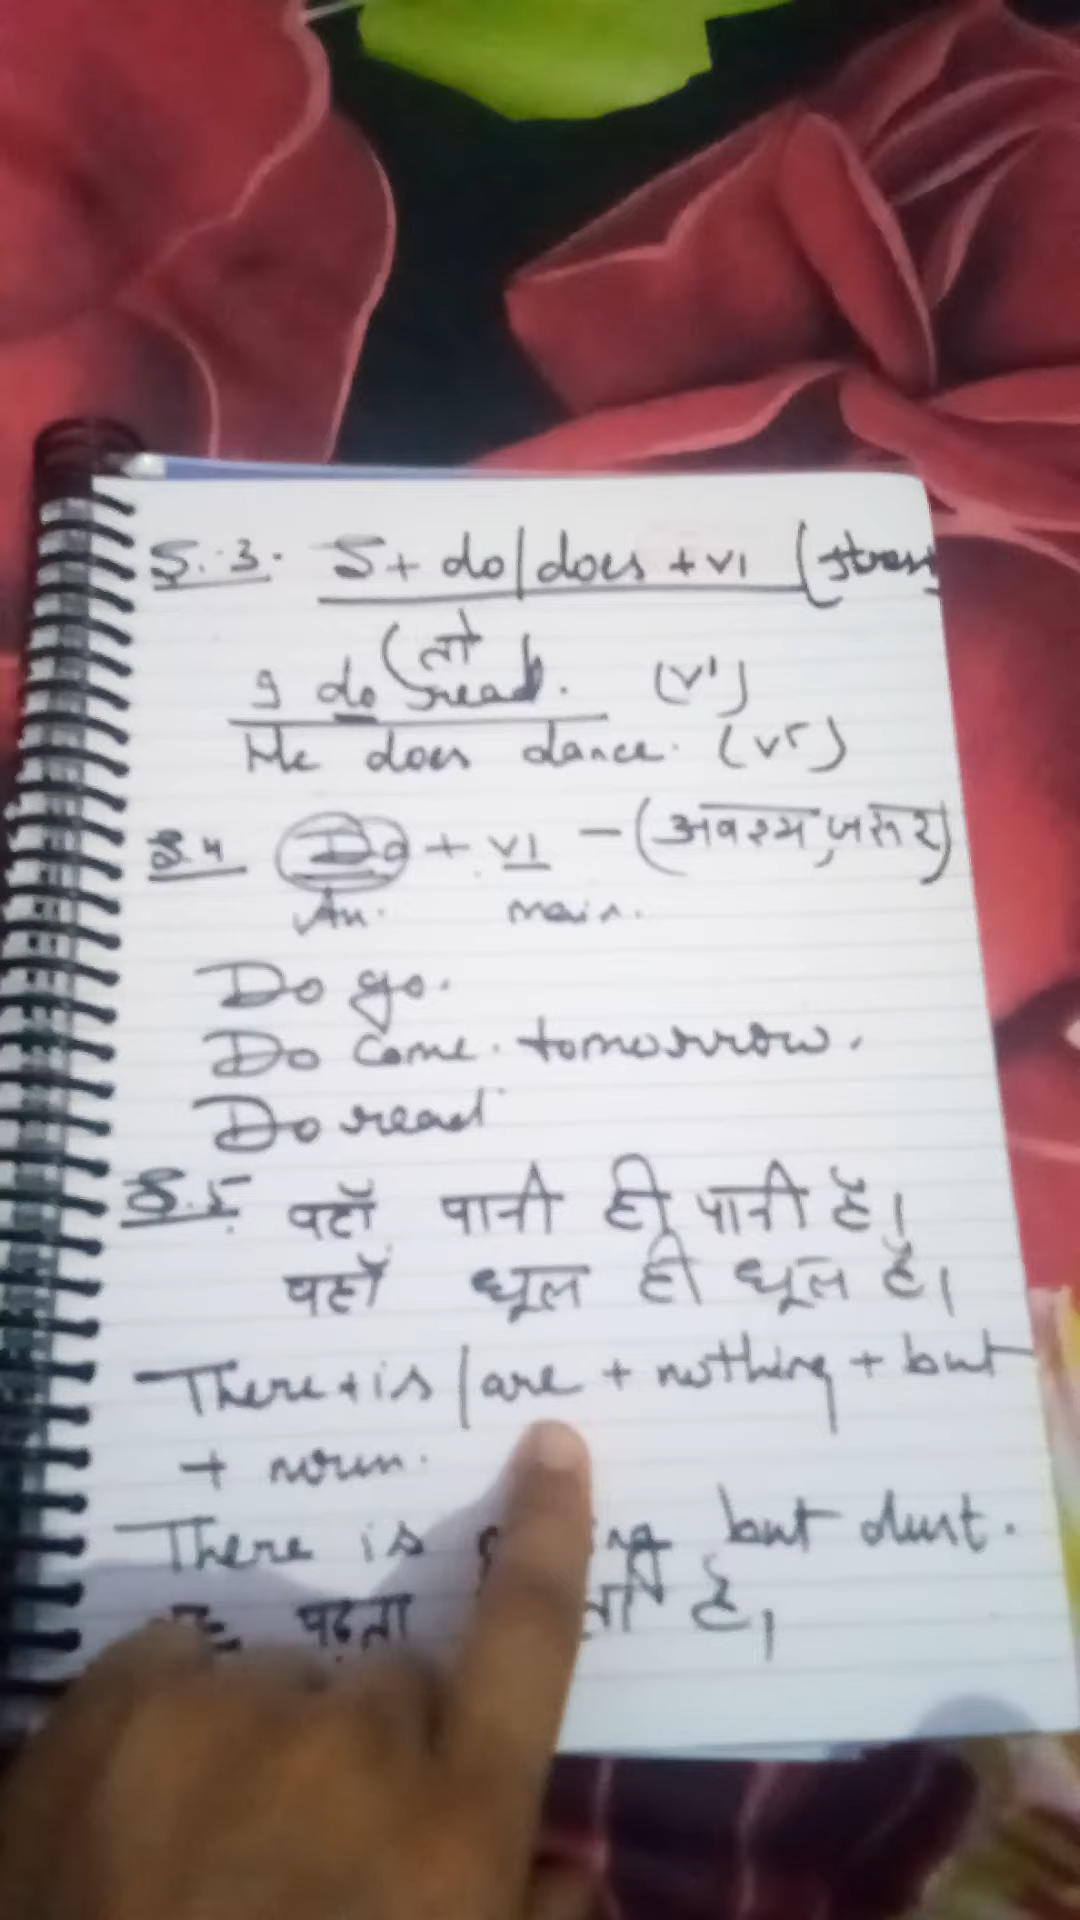 S.3. S + do/does + v1 (stress
(तो)
I do read. (v¹)
He does dance. (v⁵)
S.4 Do + v1 – (अवश्य, जरूर)
Au. main.
Do go.
Do come. tomorrow.
Do read
S.5 वहाँ पानी ही पानी है।
यहाँ धूल ही धूल है।
There + is / are + nothing + but
+ noun.
There is but dust.
पढ़ता है।